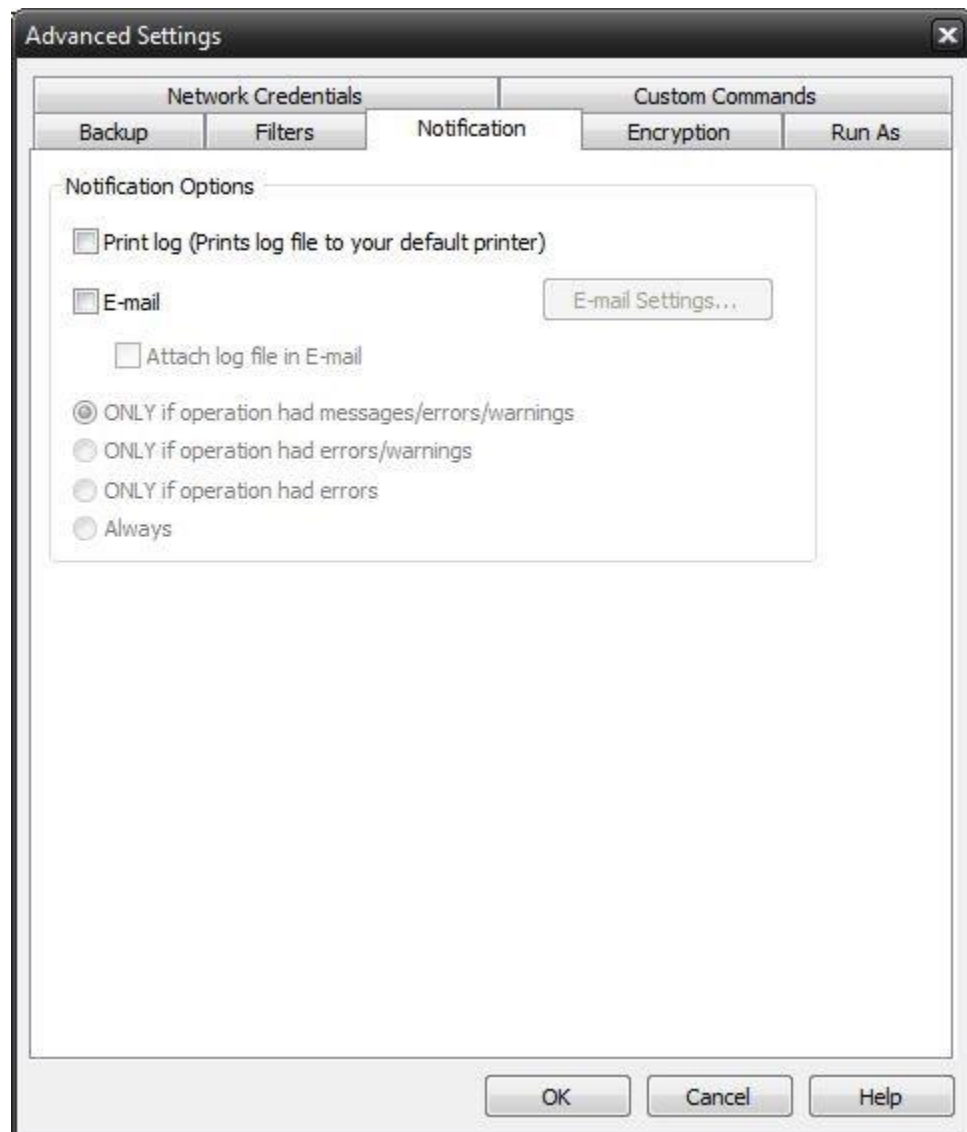 Advanced Settings
Network Credentials Custom Commands
Backup Filters Notification Encryption Run As
Notification Options
Print log (Prints log file to your default printer)
E-mail E-mail Settings...
Attach log file in E-mail
ONLY if operation had messages/errors/warnings
ONLY if operation had errors/warnings
ONLY if operation had errors
Always
OK Cancel Help